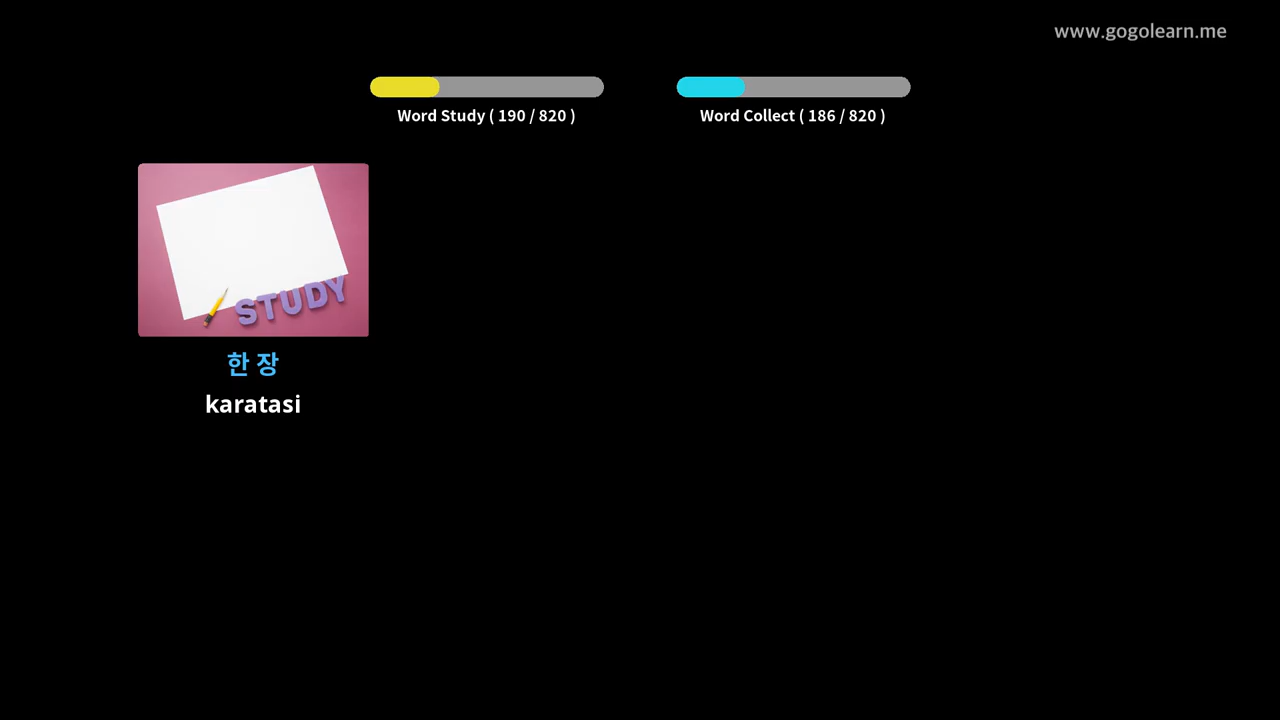 www.gogolearn.me
Word Study ( 190 / 820 )
Word Collect ( 186 / 820 )
STUDY
한 장
karatasi